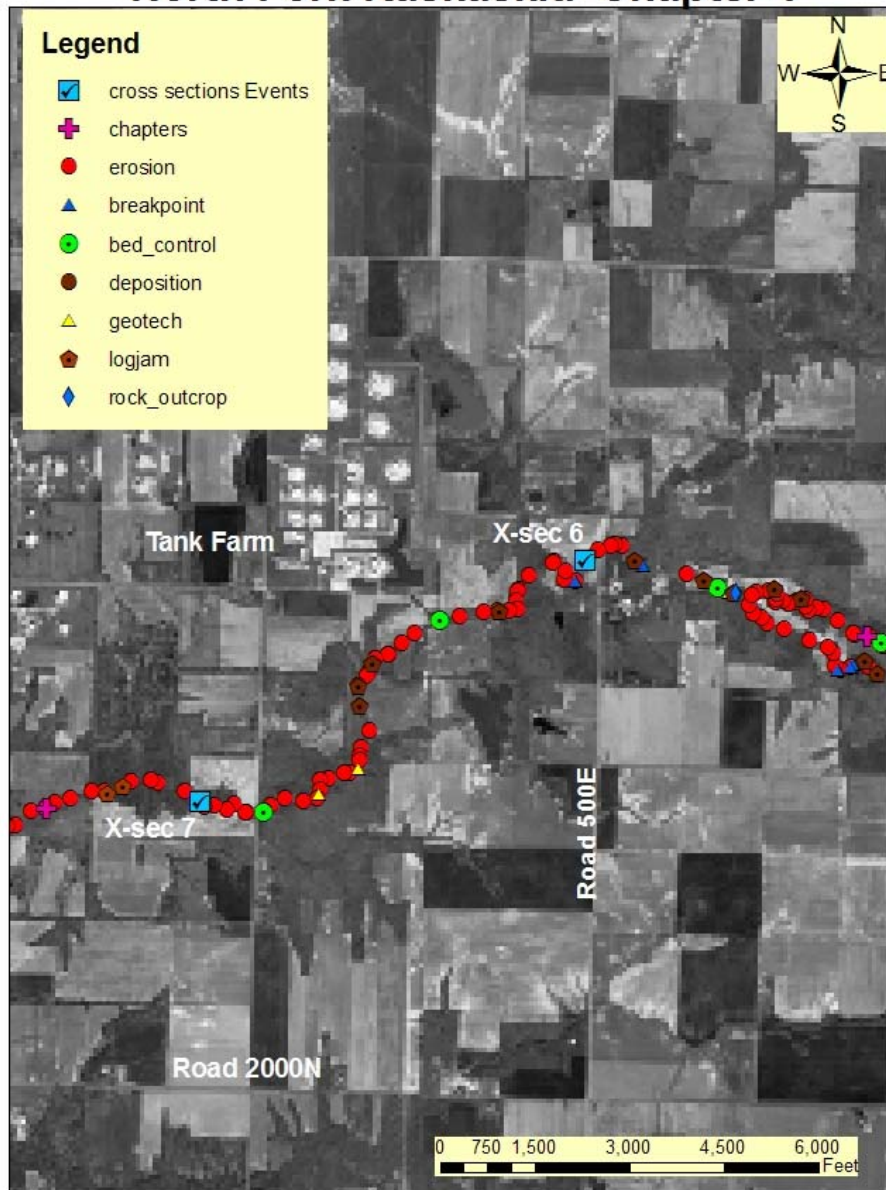 Legend
cross sections Events
chapters
erosion
breakpoint
bed_control
deposition
geotech
logjam
rock_outcrop
N
W
E
S
X-sec 6
Tank Farm
Road 500E
X-sec 7
Road 2000N
0 750 1,500 3,000 4,500 6,000
Feet